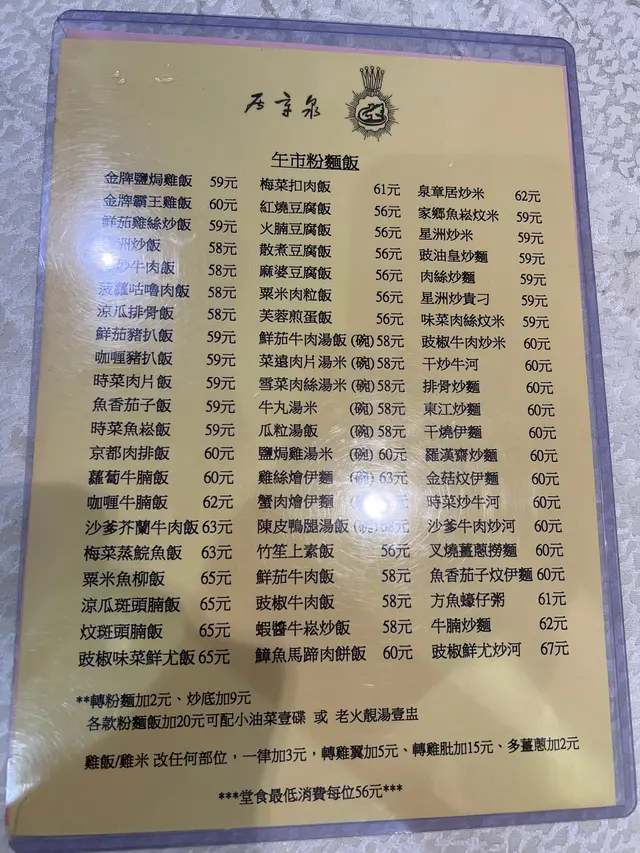 泉章居
午市粉麵飯
金牌鹽焗雞飯 59元
金牌霸王雞飯 60元
鮮茄雞絲炒飯 59元
洲炒飯 58元
炒牛肉飯 58元
菠蘿咕嚕肉飯 58元
涼瓜排骨飯 58元
鮮茄豬扒飯 59元
咖喱豬扒飯 59元
時菜肉片飯 59元
魚香茄子飯 59元
時菜魚崧飯 59元
京都肉排飯 60元
蘿蔔牛腩飯 60元
咖喱牛腩飯 62元
沙爹芥蘭牛肉飯 63元
梅菜蒸鯇魚飯 63元
粟米魚柳飯 65元
涼瓜斑頭腩飯 65元
炆斑頭腩飯 65元
豉椒味菜鮮尤飯 65元
梅菜扣肉飯 61元
紅燒豆腐飯 56元
火腩豆腐飯 56元
散煮豆腐飯 56元
麻婆豆腐飯 56元
粟米肉粒飯 56元
芙蓉煎蛋飯 56元
鮮茄牛肉湯飯 (碗) 58元
菜遠肉片湯米 (碗) 58元
雪菜肉絲湯米 (碗) 58元
牛丸湯米 (碗) 58元
瓜粒湯飯 (碗) 58元
鹽焗雞湯米 (碗) 60元
雞絲燴伊麵 (碗) 63元
蟹肉燴伊麵
陳皮鴨腿湯飯 (碗) 68元
竹笙上素飯 56元
鮮茄牛肉飯 58元
豉椒牛肉飯 58元
蝦醬牛崧炒飯 58元
鱆魚馬蹄肉餅飯 60元
泉章居炒米 62元
家鄉魚崧炆米 59元
星洲炒米 59元
豉油皇炒麵 59元
肉絲炒麵 59元
星洲炒貴刁 59元
味菜肉絲炆米 59元
豉椒牛肉炒米 60元
干炒牛河 60元
排骨炒麵 60元
東江炒麵 60元
干燒伊麵 60元
羅漢齋炒麵 60元
金菇炆伊麵 60元
時菜炒牛河 60元
沙爹牛肉炒河 60元
叉燒薑蔥撈麵 60元
魚香茄子炆伊麵 60元
方魚蠔仔粥 61元
牛腩炒麵 62元
豉椒鮮尤炒河 67元
**轉粉麵加2元、炒底加9元
各款粉麵飯加20元可配小油菜壹碟 或 老火靚湯壹盅
雞飯/雞米 改任何部位，一律加3元，轉雞翼加5元、轉雞肶加15元、多薑蔥加2元
***堂食最低消費每位56元***